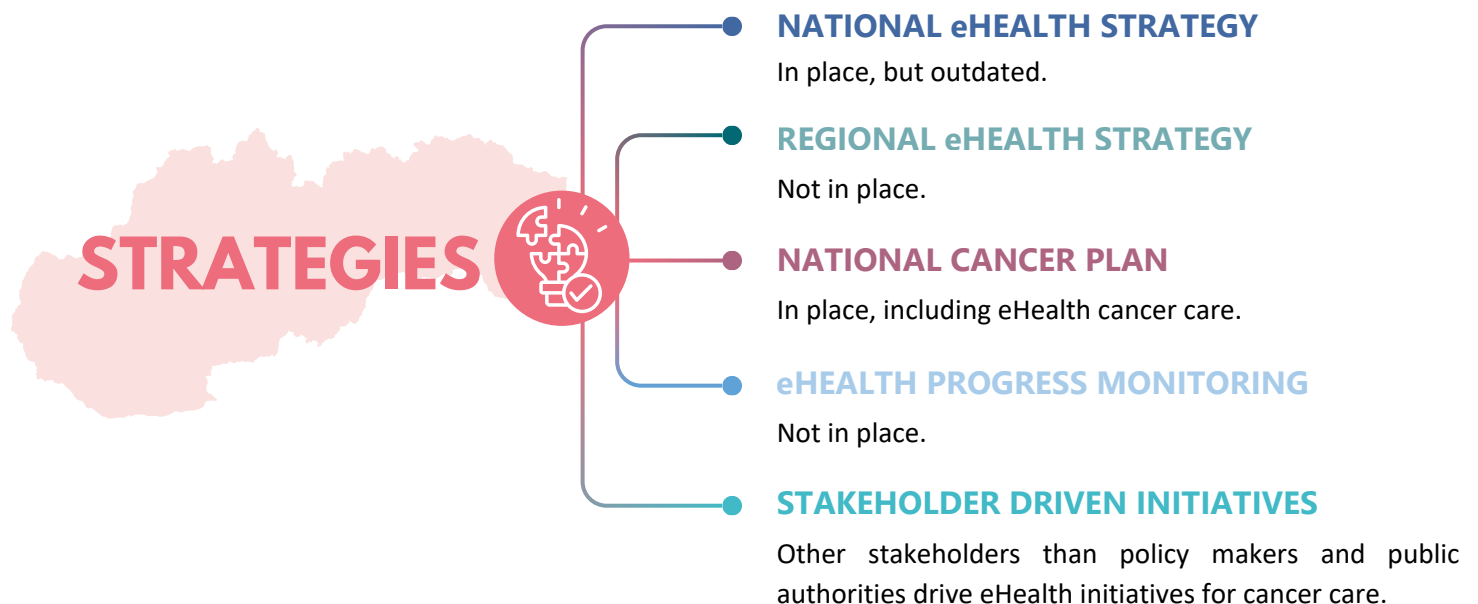 STRATEGIES
NATIONAL eHEALTH STRATEGY
In place, but outdated.
REGIONAL eHEALTH STRATEGY
Not in place.
NATIONAL CANCER PLAN
In place, including eHealth cancer care.
eHEALTH PROGRESS MONITORING
Not in place.
STAKEHOLDER DRIVEN INITIATIVES
Other stakeholders than policy makers and public
authorities drive eHealth initiatives for cancer care.